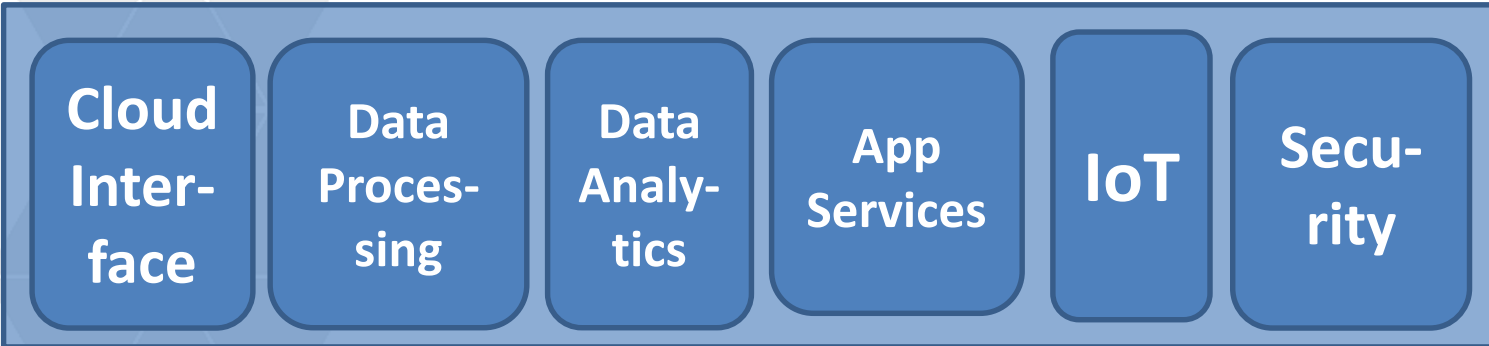 Cloud
Inter-
face
Data
Proces-
sing
Data
Analy-
tics
App
Services
IoT
Secu-
rity